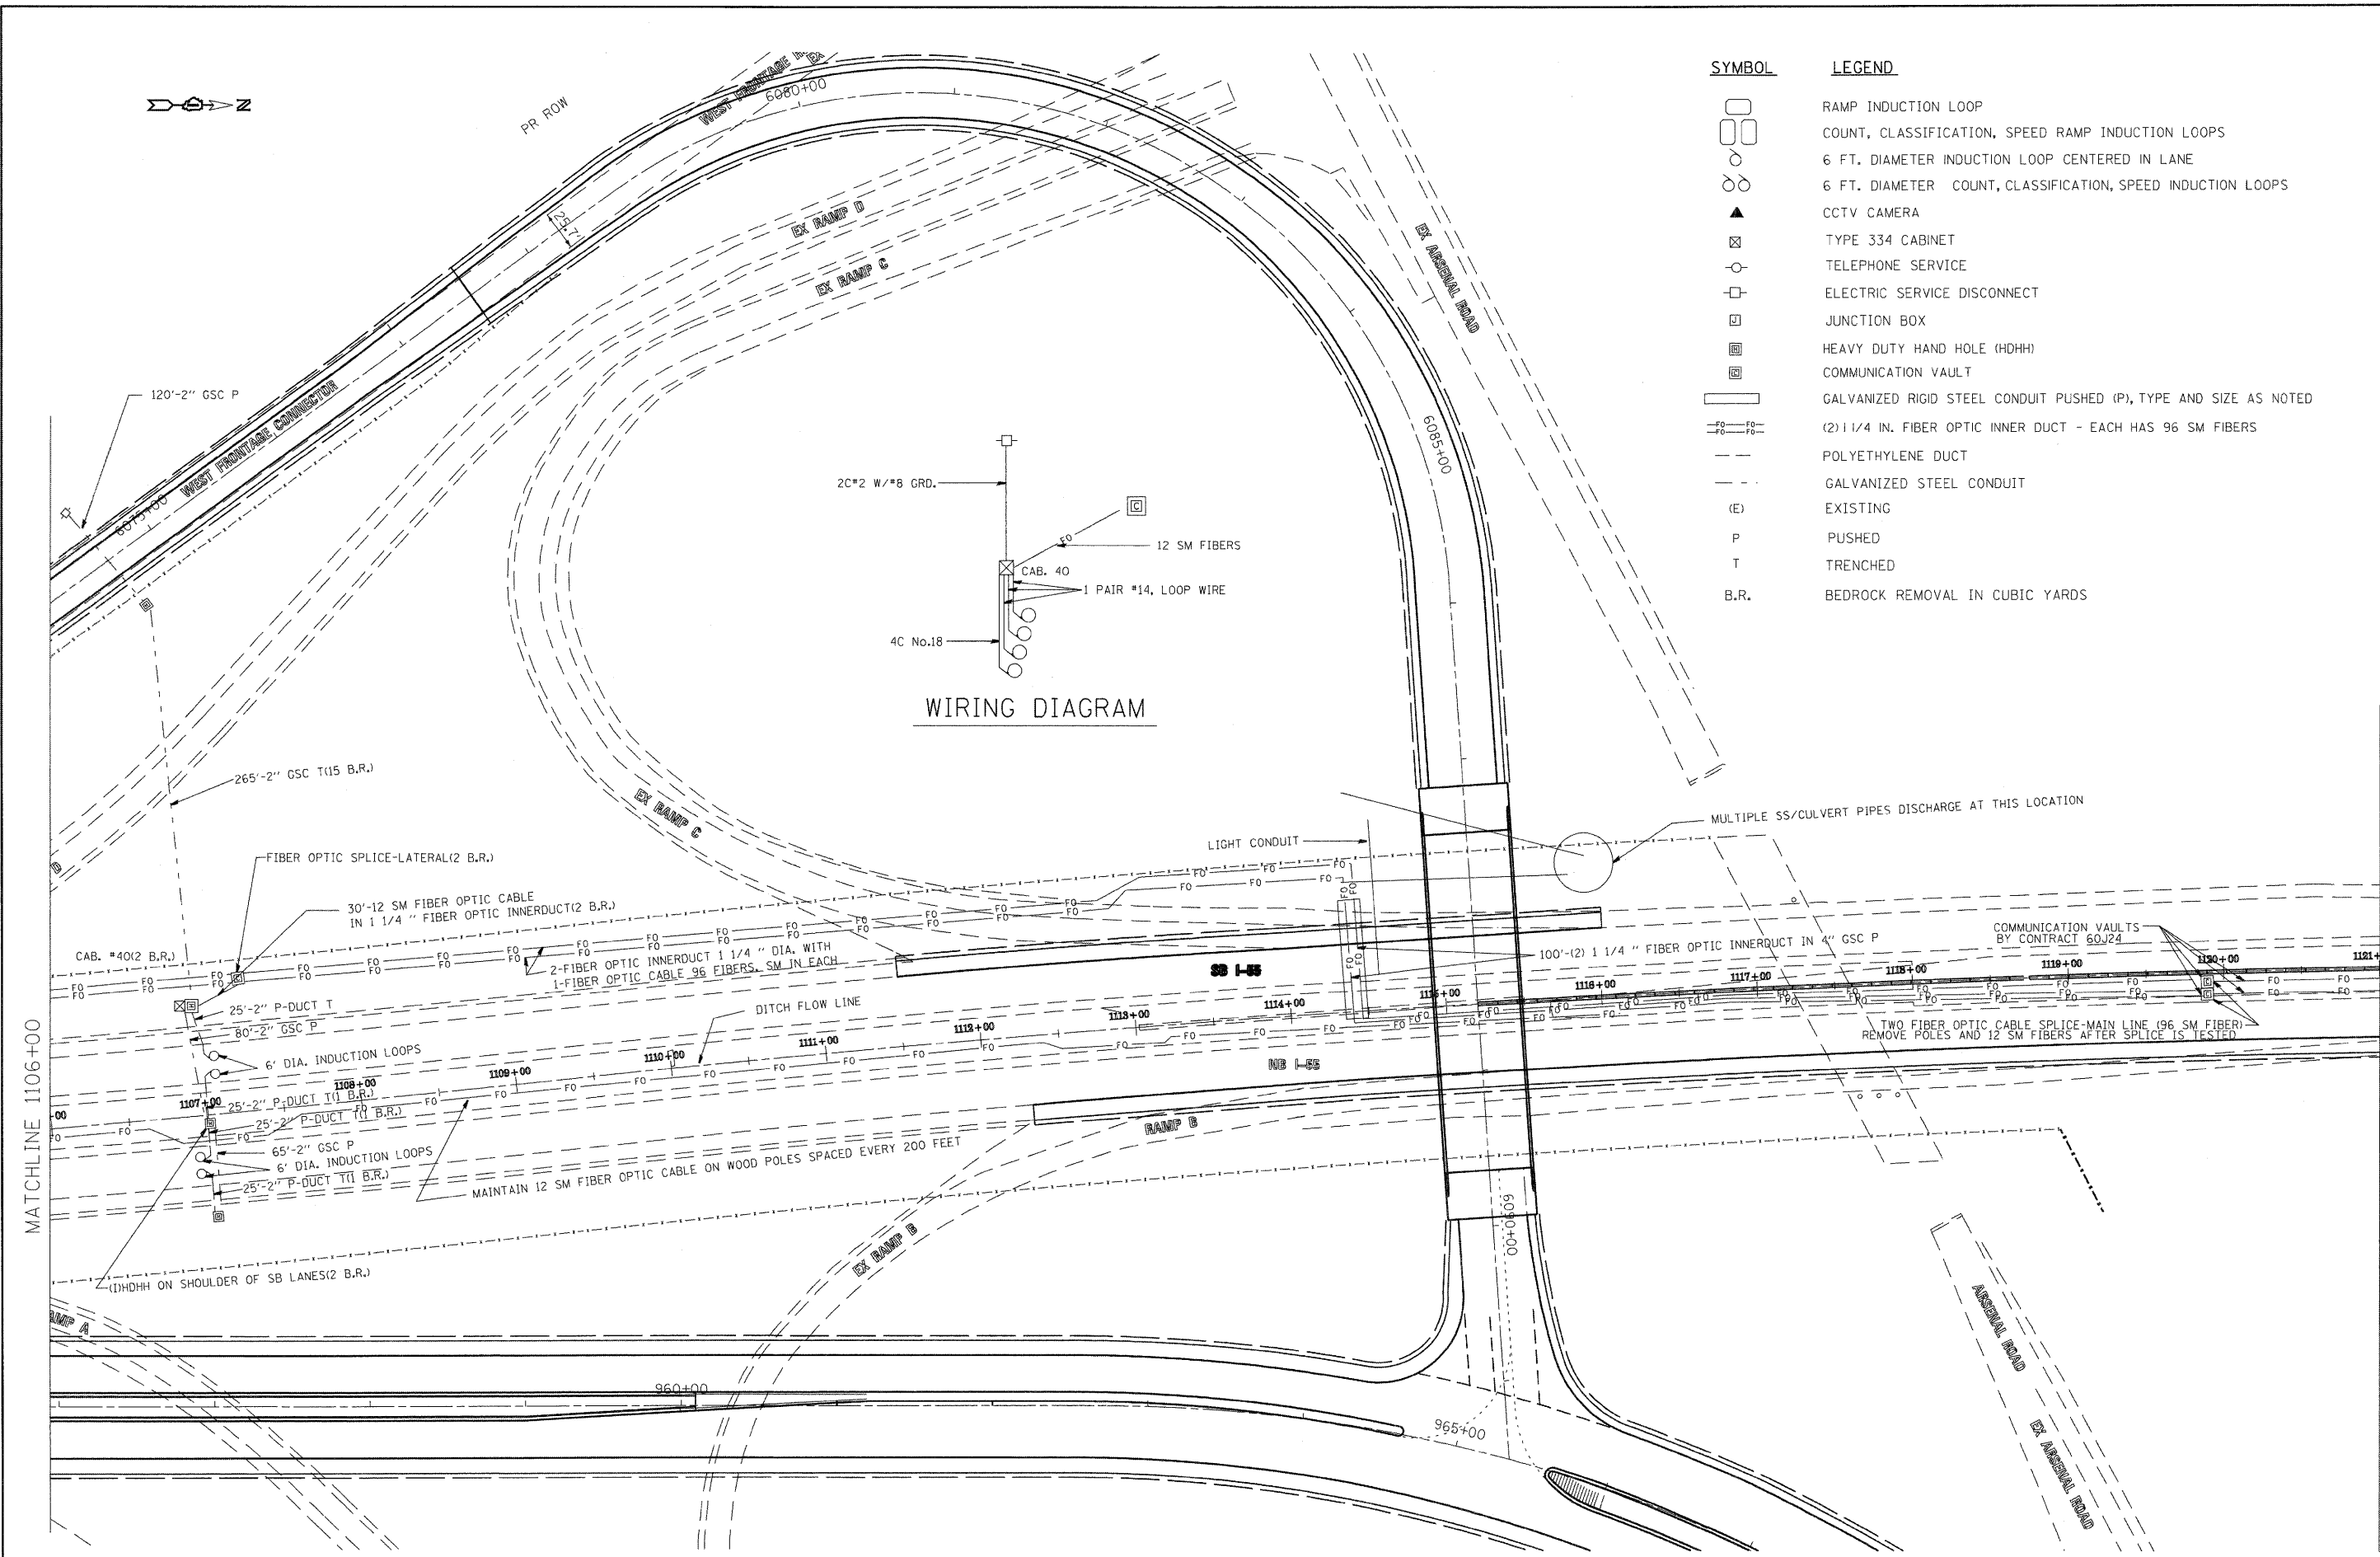 SYMBOL LEGEND
RAMP INDUCTION LOOP
COUNT, CLASSIFICATION, SPEED RAMP INDUCTION LOOPS
6 FT. DIAMETER INDUCTION LOOP CENTERED IN LANE
6 FT. DIAMETER COUNT, CLASSIFICATION, SPEED INDUCTION LOOPS
CCTV CAMERA
TYPE 334 CABINET
TELEPHONE SERVICE
ELECTRIC SERVICE DISCONNECT
J JUNCTION BOX
H HEAVY DUTY HAND HOLE (HDHH)
C COMMUNICATION VAULT
GALVANIZED RIGID STEEL CONDUIT PUSHED (P), TYPE AND SIZE AS NOTED
FO FO (2) 1 1/4 IN. FIBER OPTIC INNER DUCT - EACH HAS 96 SM FIBERS
POLYETHYLENE DUCT
GALVANIZED STEEL CONDUIT
(E) EXISTING
P PUSHED
T TRENCHED
B.R. BEDROCK REMOVAL IN CUBIC YARDS
Z
PR ROW
WEST FRONTAGE
6080+00
25.7'
EX RAMP D
EX RAMP C
EX ARSENAL ROAD
6085+00
120'-2" GSC P
WEST FRONTAGE CONNECTOR
6075+00
2C#2 W/#8 GRD.
C
FO
12 SM FIBERS
CAB. 40
1 PAIR #14, LOOP WIRE
4C No.18
WIRING DIAGRAM
265'-2" GSC T(15 B.R.)
EX RAMP C
MULTIPLE SS/CULVERT PIPES DISCHARGE AT THIS LOCATION
LIGHT CONDUIT
D
FIBER OPTIC SPLICE-LATERAL(2 B.R.)
30'-12 SM FIBER OPTIC CABLE
IN 1 1/4 " FIBER OPTIC INNERDUCT(2 B.R.)
CAB. #40(2 B.R.)
2-FIBER OPTIC INNERDUCT 1 1/4 " DIA. WITH
1-FIBER OPTIC CABLE 96 FIBERS, SM IN EACH
100'-(2) 1 1/4 " FIBER OPTIC INNERDUCT IN 4" GSC P
COMMUNICATION VAULTS
BY CONTRACT 60J24
SB I-55
25'-2" P-DUCT T
80'-2" GSC P
DITCH FLOW LINE
6' DIA. INDUCTION LOOPS
1107+00
1108+00
1109+00
1110+00
1111+00
1112+00
1113+00
1114+00
1115+00
1116+00
1117+00
1118+00
1119+00
1120+00
1121+
TWO FIBER OPTIC CABLE SPLICE-MAIN LINE (96 SM FIBER)
REMOVE POLES AND 12 SM FIBERS AFTER SPLICE IS TESTED
NB I-55
25'-2" P-DUCT T(1 B.R.)
25'-2" P-DUCT T(1 B.R.)
65'-2" GSC P
6' DIA. INDUCTION LOOPS
25'-2" P-DUCT T(1 B.R.)
RAMP B
MAINTAIN 12 SM FIBER OPTIC CABLE ON WOOD POLES SPACED EVERY 200 FEET
MATCHLINE 1106+00
(1)HDHH ON SHOULDER OF SB LANES(2 B.R.)
EX RAMP B
6090+00
AMP A
960+00
965+00
ARSENAL ROAD
EX ARSENAL ROAD